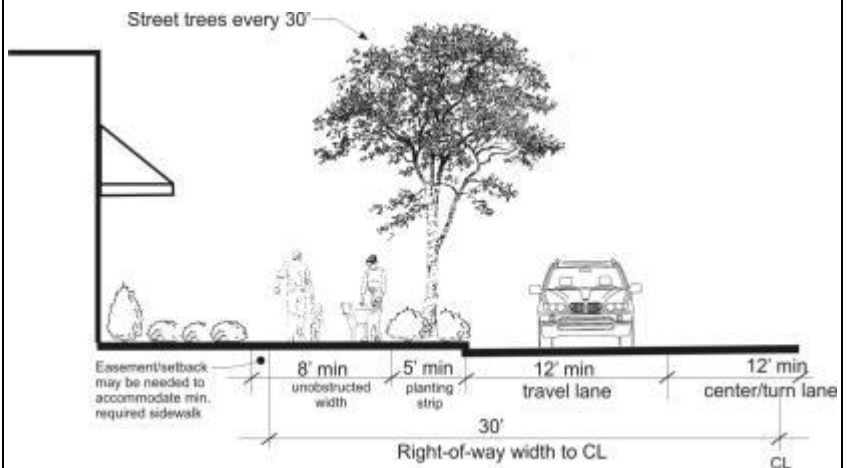 Street trees every 30'
Easement/setback
may be needed to
accommodate min.
required sidewalk
8' min
unobstructed
width
5' min
planting
strip
12' min
travel lane
12' min
center/turn lane
30'
Right-of-way width to CL
CL